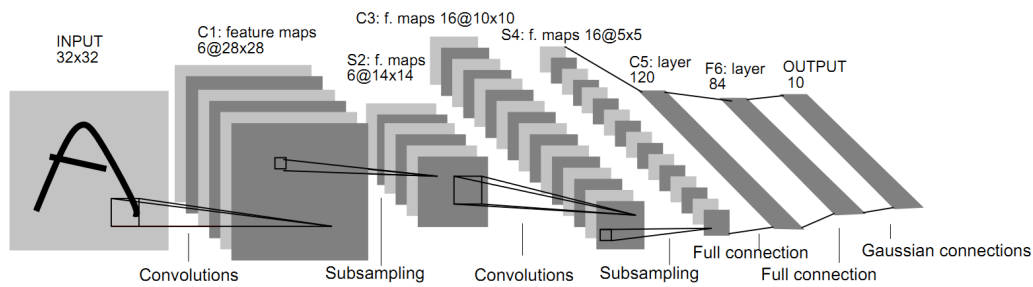 INPUT
32x32
C1: feature maps
6@28x28
S2: f. maps
6@14x14
C3: f. maps 16@10x10
S4: f. maps 16@5x5
C5: layer
120
F6: layer
84
OUTPUT
10
Convolutions
Subsampling
Convolutions
Subsampling
Full connection
Full connection
Gaussian connections